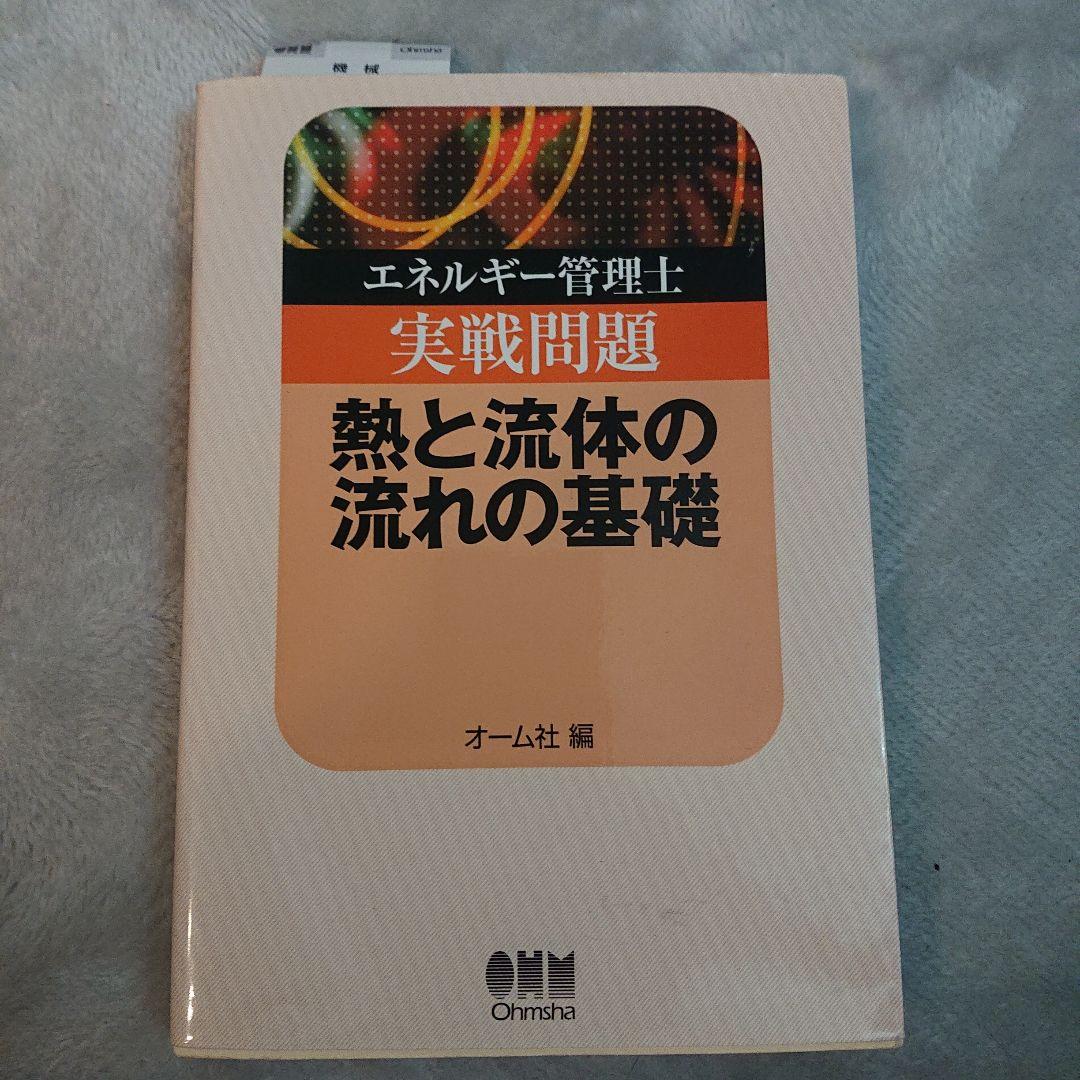 OHM Ohmsha
機械
エネルギー管理士
実戦問題
熱と流体の
流れの基礎
オーム社 編
OHM
Ohmsha